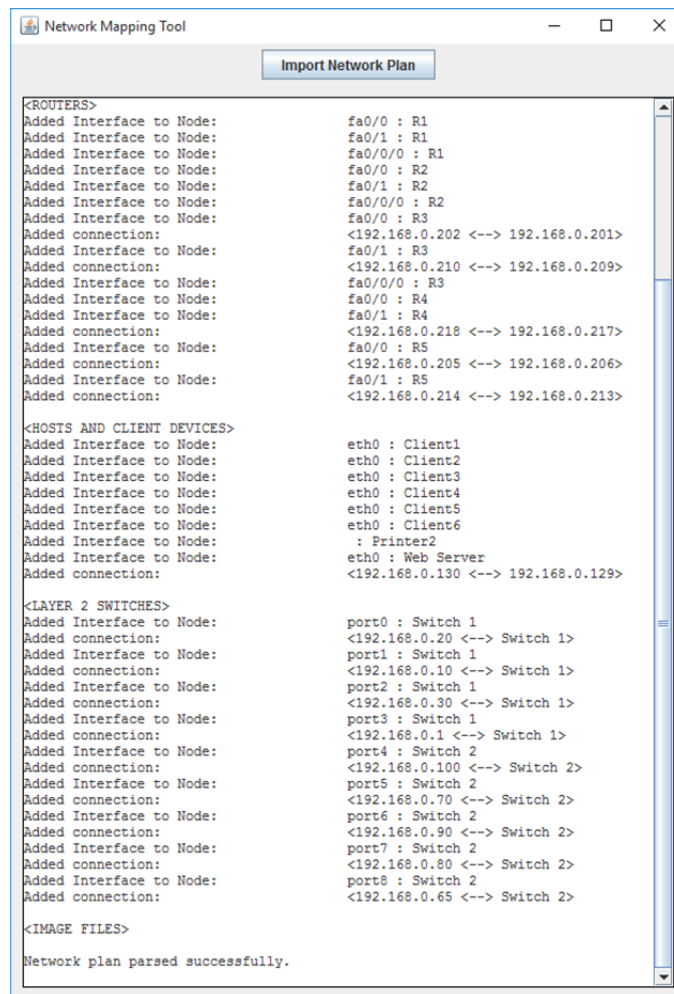 Network Mapping Tool
Import Network Plan
<ROUTERS>
Added Interface to Node: fa0/0 : R1
Added Interface to Node: fa0/1 : R1
Added Interface to Node: fa0/0/0 : R1
Added Interface to Node: fa0/0 : R2
Added Interface to Node: fa0/1 : R2
Added Interface to Node: fa0/0/0 : R2
Added Interface to Node: fa0/0 : R3
Added connection: <192.168.0.202 <--> 192.168.0.201>
Added Interface to Node: fa0/1 : R3
Added connection: <192.168.0.210 <--> 192.168.0.209>
Added Interface to Node: fa0/0/0 : R3
Added Interface to Node: fa0/0 : R4
Added Interface to Node: fa0/1 : R4
Added connection: <192.168.0.218 <--> 192.168.0.217>
Added Interface to Node: fa0/0 : R5
Added connection: <192.168.0.205 <--> 192.168.0.206>
Added Interface to Node: fa0/1 : R5
Added connection: <192.168.0.214 <--> 192.168.0.213>
<HOSTS AND CLIENT DEVICES>
Added Interface to Node: eth0 : Client1
Added Interface to Node: eth0 : Client2
Added Interface to Node: eth0 : Client3
Added Interface to Node: eth0 : Client4
Added Interface to Node: eth0 : Client5
Added Interface to Node: eth0 : Client6
Added Interface to Node: : Printer2
Added Interface to Node: eth0 : Web Server
Added connection: <192.168.0.130 <--> 192.168.0.129>
<LAYER 2 SWITCHES>
Added Interface to Node: port0 : Switch 1
Added connection: <192.168.0.20 <--> Switch 1>
Added Interface to Node: port1 : Switch 1
Added connection: <192.168.0.10 <--> Switch 1>
Added Interface to Node: port2 : Switch 1
Added connection: <192.168.0.30 <--> Switch 1>
Added Interface to Node: port3 : Switch 1
Added connection: <192.168.0.1 <--> Switch 1>
Added Interface to Node: port4 : Switch 2
Added connection: <192.168.0.100 <--> Switch 2>
Added Interface to Node: port5 : Switch 2
Added connection: <192.168.0.70 <--> Switch 2>
Added Interface to Node: port6 : Switch 2
Added connection: <192.168.0.90 <--> Switch 2>
Added Interface to Node: port7 : Switch 2
Added connection: <192.168.0.80 <--> Switch 2>
Added Interface to Node: port8 : Switch 2
Added connection: <192.168.0.65 <--> Switch 2>
<IMAGE FILES>
Network plan parsed successfully.